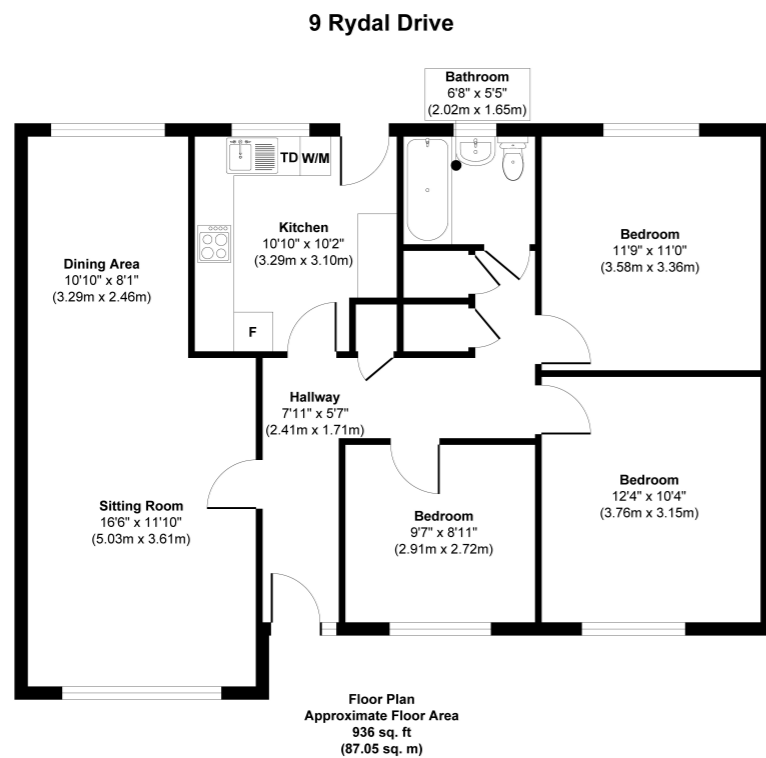 9 Rydal Drive
Bathroom
6'8" x 5'5"
(2.02m x 1.65m)
TD W/M
Kitchen
10'10" x 10'2"
(3.29m x 3.10m)
Bedroom
11'9" x 11'0"
(3.58m x 3.36m)
Dining Area
10'10" x 8'1"
(3.29m x 2.46m)
F
Hallway
7'11" x 5'7"
(2.41m x 1.71m)
Sitting Room
16'6" x 11'10"
(5.03m x 3.61m)
Bedroom
9'7" x 8'11"
(2.91m x 2.72m)
Bedroom
12'4" x 10'4"
(3.76m x 3.15m)
Floor Plan
Approximate Floor Area
936 sq. ft
(87.05 sq. m)